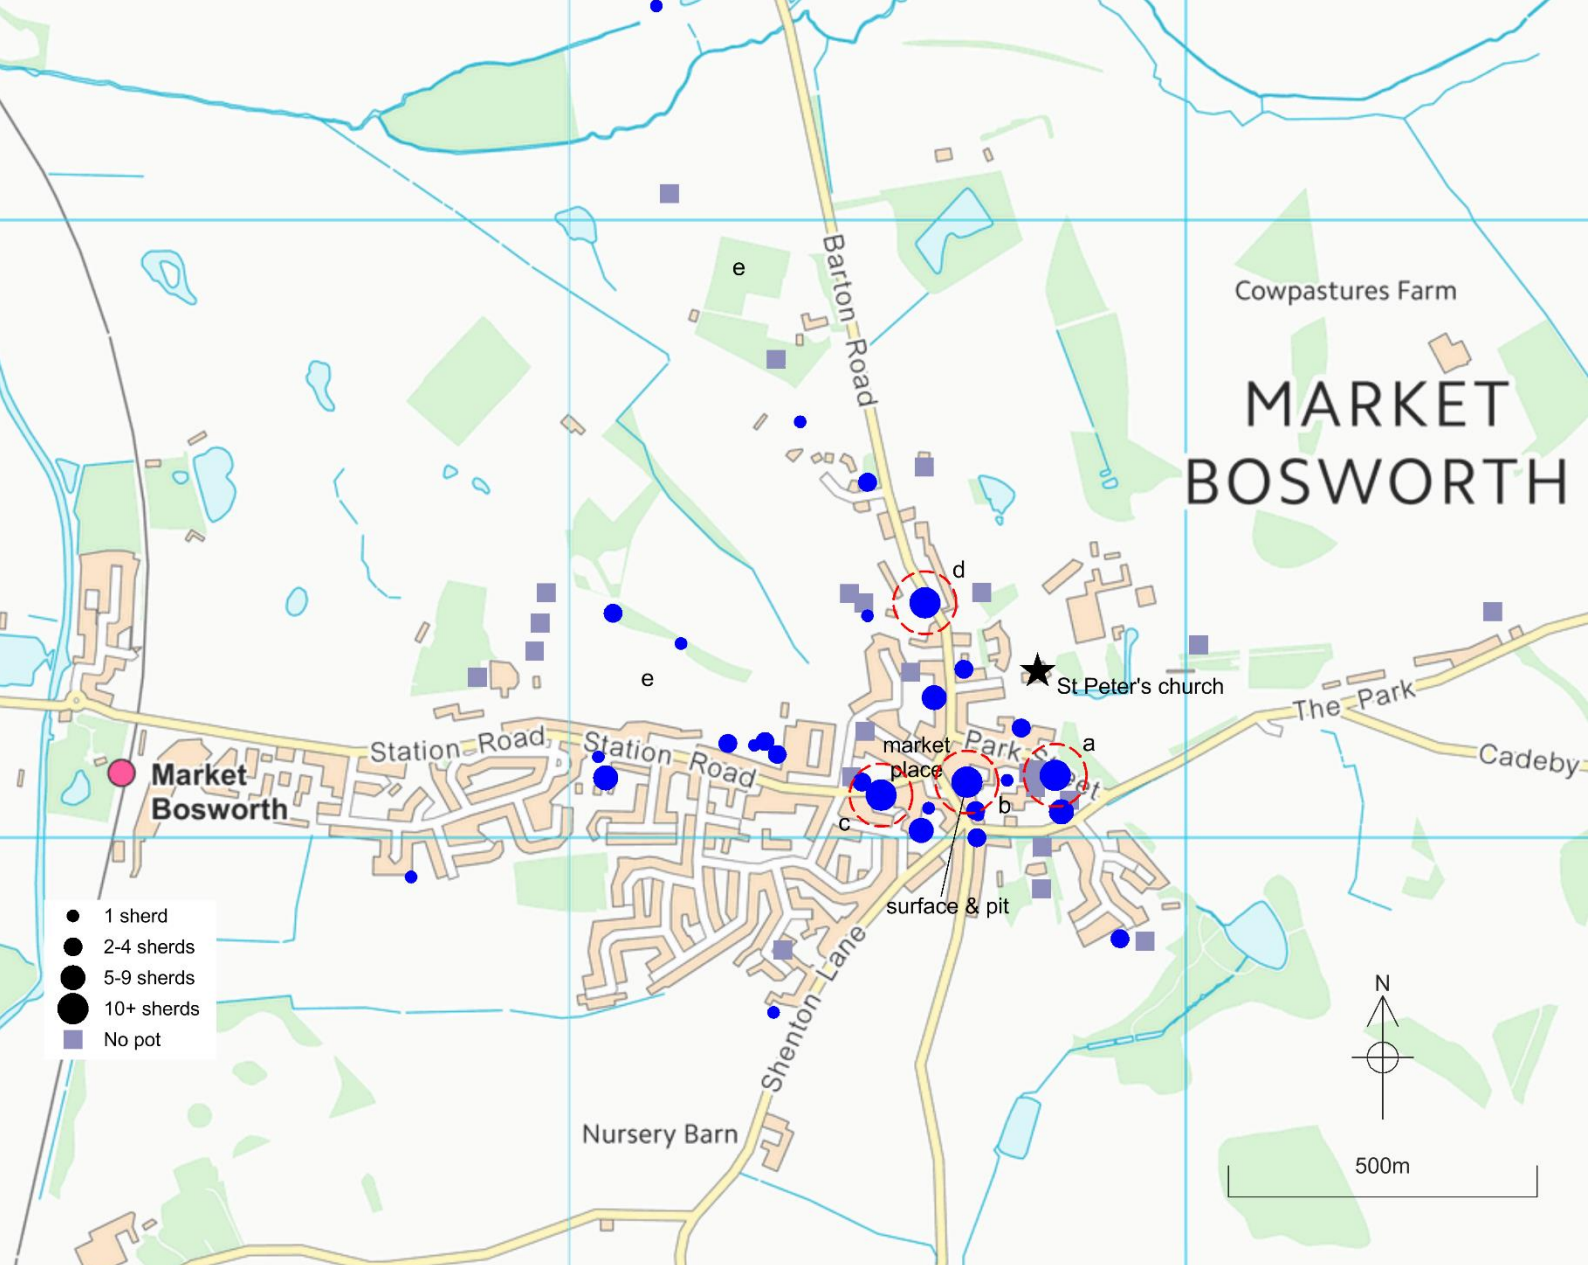 e
Barton Road
Cowpastures Farm
MARKET
BOSWORTH
d
e
St Peter's church
The Park
Station Road
Station Road
market
place
Park Street
a
Cadeby
Market
Bosworth
b
c
surface & pit
1 sherd
2-4 sherds
5-9 sherds
10+ sherds
No pot
Shenton Lane
N
Nursery Barn
500m